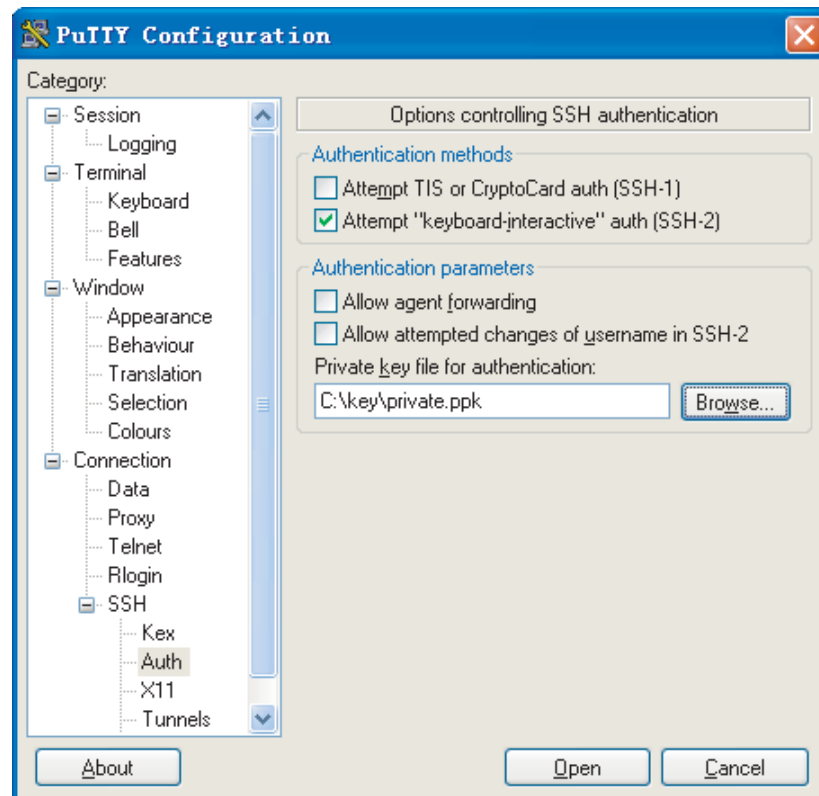 PuTTY Configuration
Category:
Session
Logging
Terminal
Keyboard
Bell
Features
Window
Appearance
Behaviour
Translation
Selection
Colours
Connection
Data
Proxy
Telnet
Rlogin
SSH
Kex
Auth
X11
Tunnels
Options controlling SSH authentication
Authentication methods
Attempt TIS or CryptoCard auth (SSH-1)
Attempt "keyboard-interactive" auth (SSH-2)
Authentication parameters
Allow agent forwarding
Allow attempted changes of username in SSH-2
Private key file for authentication:
C:\key\private.ppk
Browse...
About
Open
Cancel